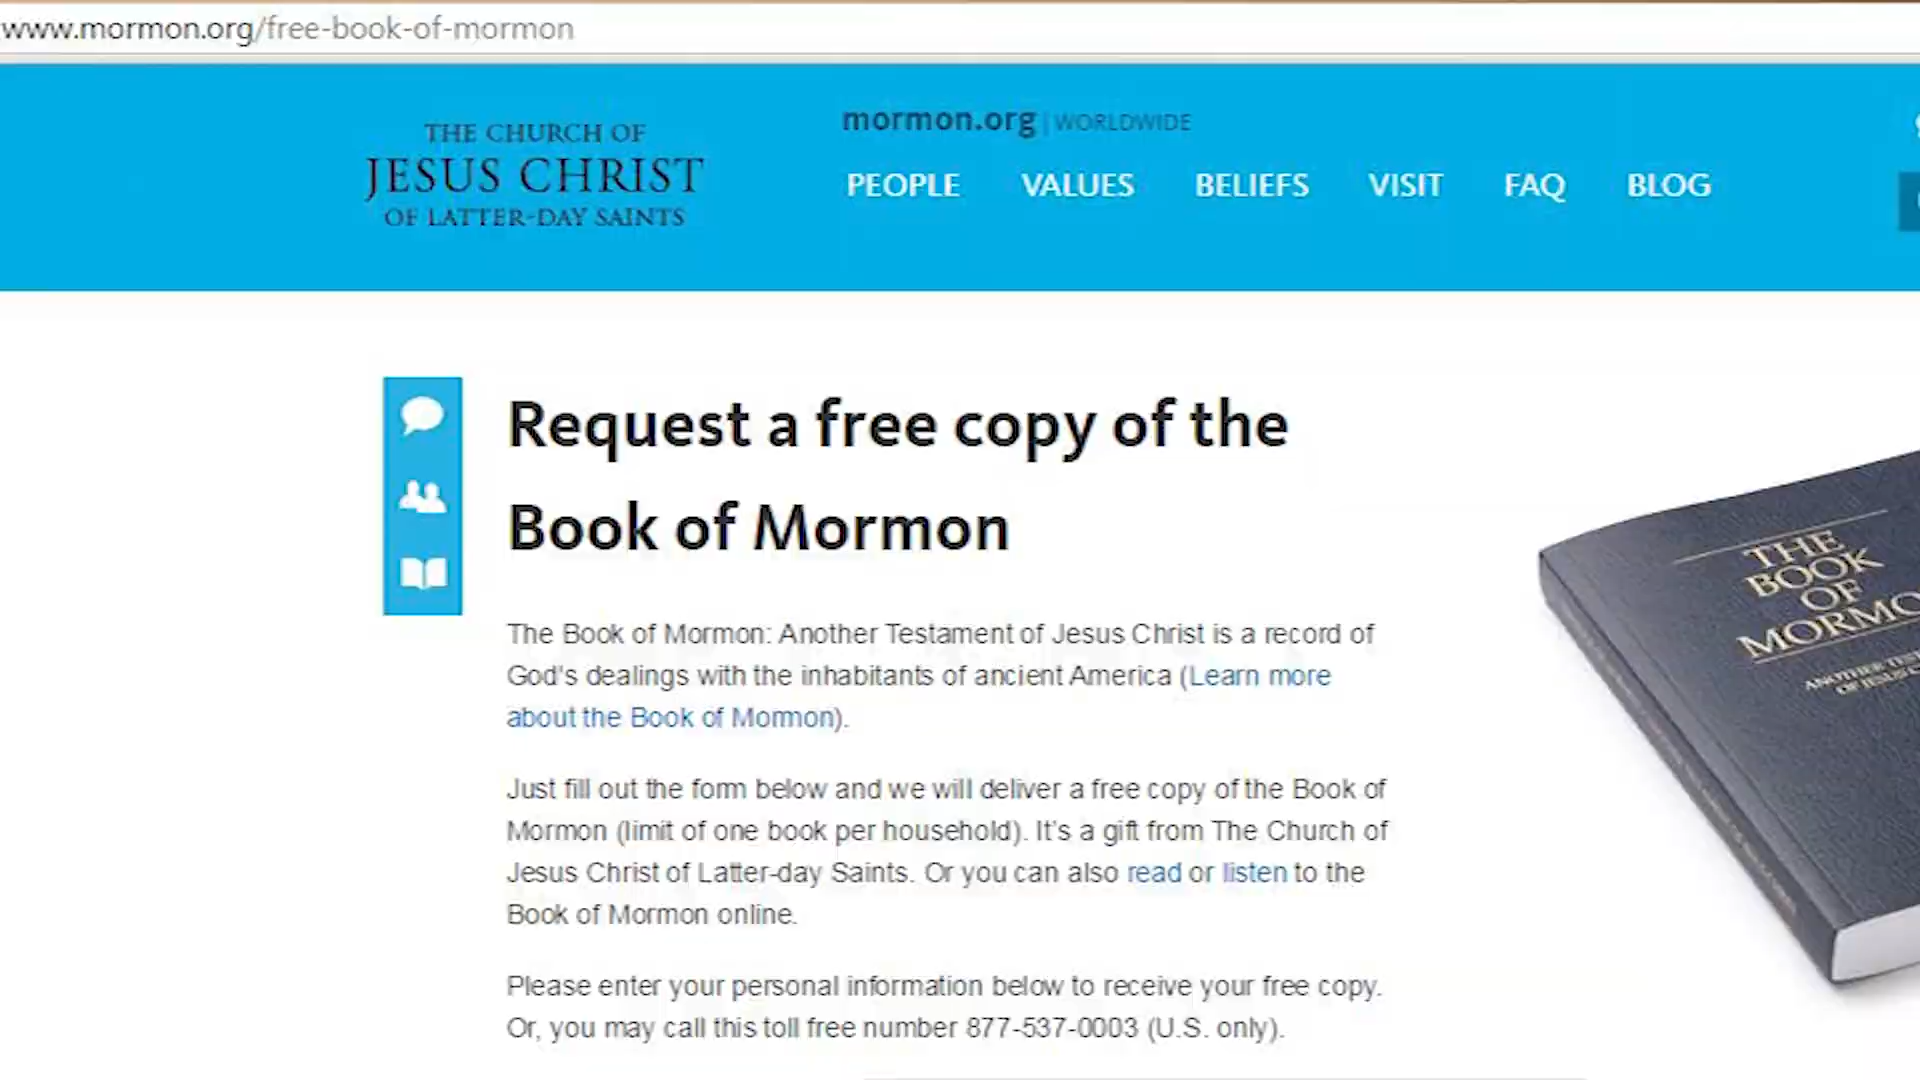 www.mormon.org/free-book-of-mormon
THE CHURCH OF
JESUS CHRIST
OF LATTER-DAY SAINTS
mormon.org | WORLDWIDE
PEOPLE VALUES BELIEFS VISIT FAQ BLOG
Request a free copy of the
Book of Mormon
The Book of Mormon: Another Testament of Jesus Christ is a record of
God's dealings with the inhabitants of ancient America (Learn more
about the Book of Mormon).
Just fill out the form below and we will deliver a free copy of the Book of
Mormon (limit of one book per household). It's a gift from The Church of
Jesus Christ of Latter-day Saints. Or you can also read or listen to the
Book of Mormon online.
Please enter your personal information below to receive your free copy.
Or, you may call this toll free number 877-537-0003 (U.S. only).
THE
BOOK
OF
MORMO